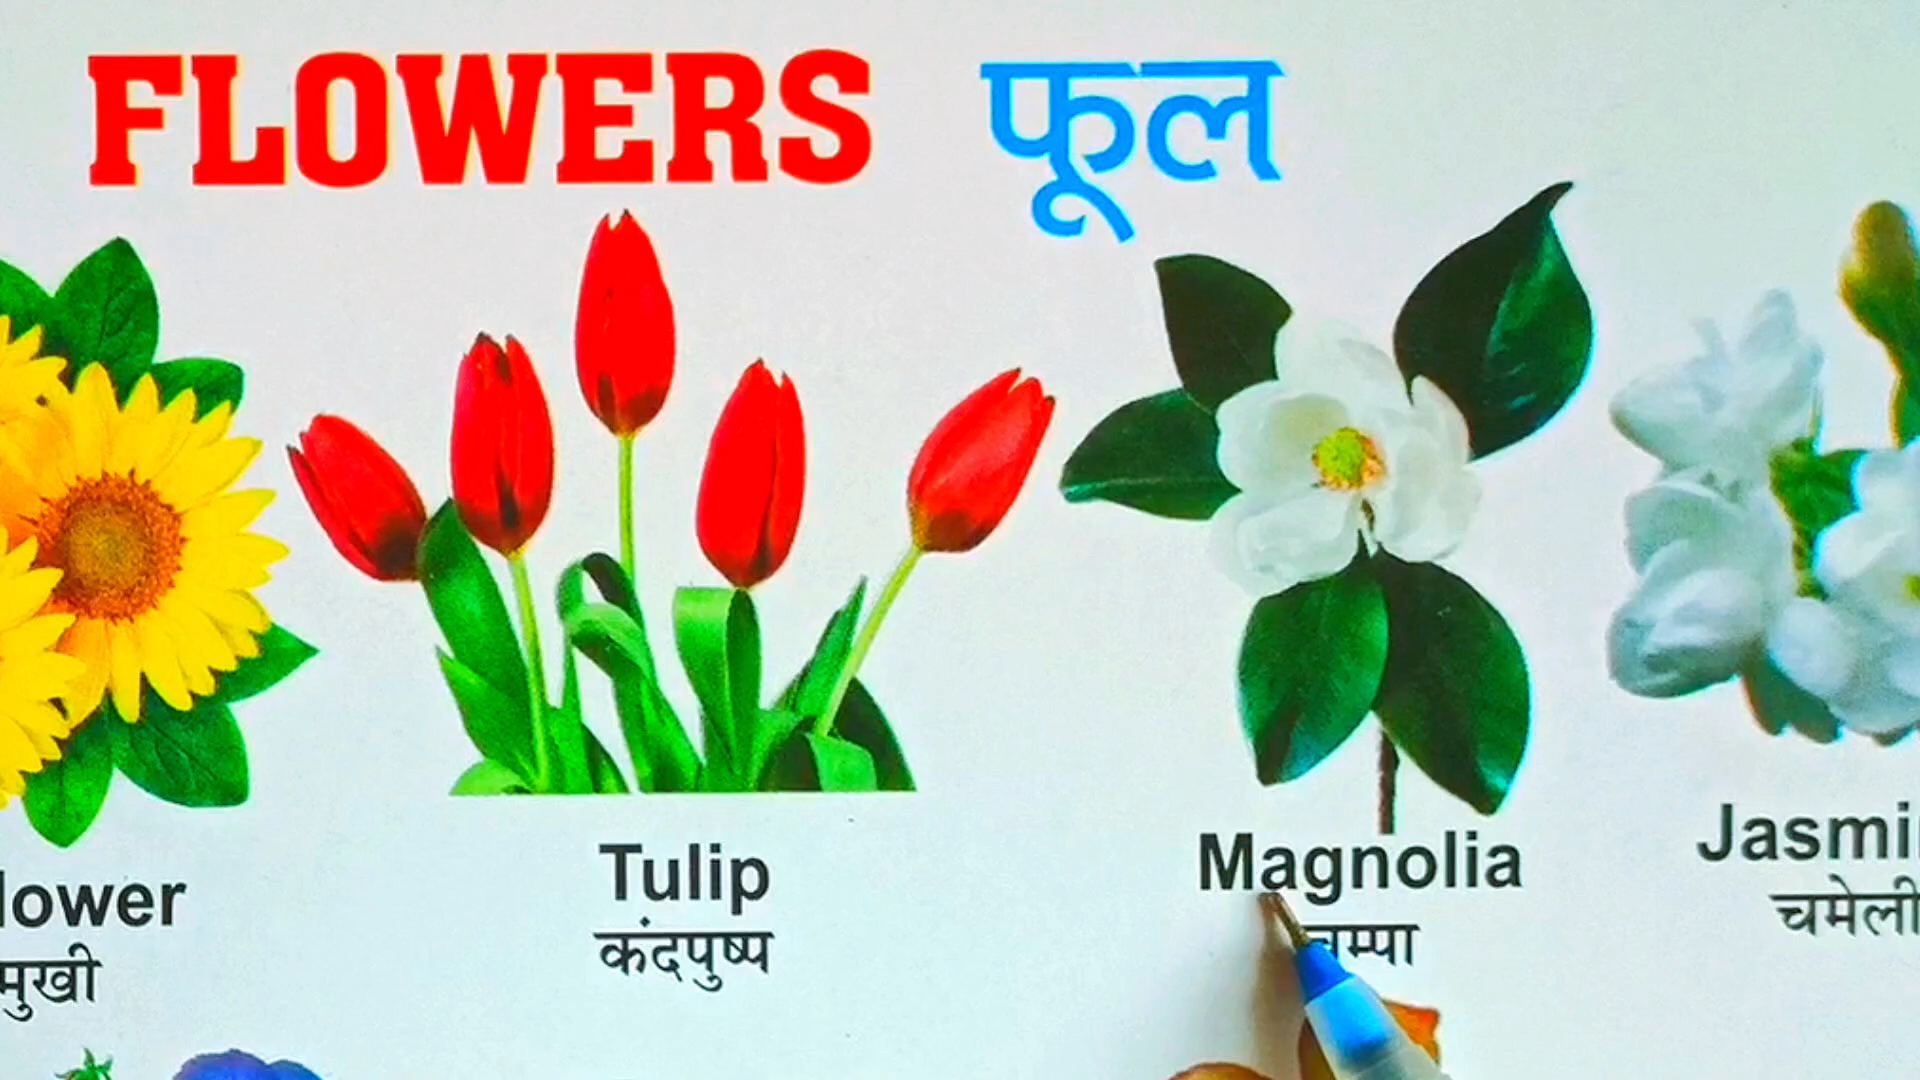 FLOWERS फूल
lower
मुखी
Tulip
कंदपुष्प
Magnolia
म्पा
Jasmi
चमेली